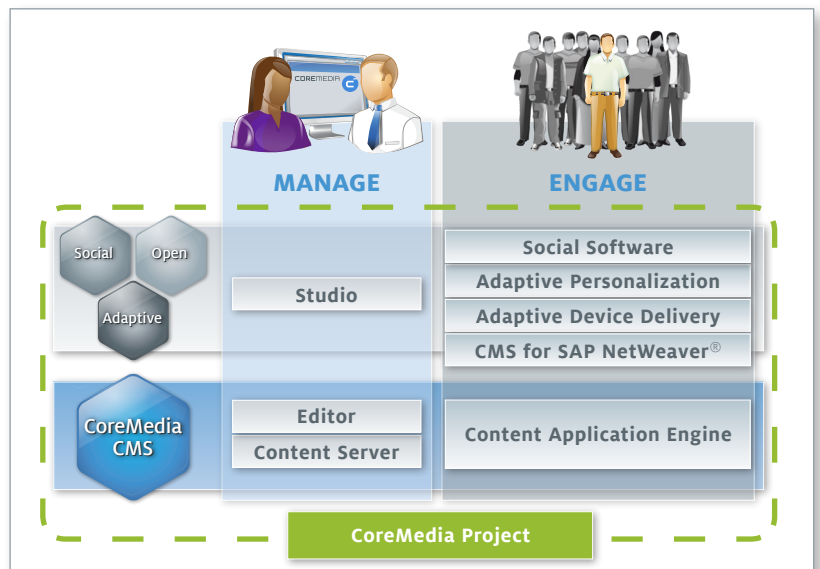 COREMEDIA C
MANAGE
ENGAGE
Social
Open
Adaptive
Studio
Social Software
Adaptive Personalization
Adaptive Device Delivery
CMS for SAP NetWeaver®
CoreMedia
CMS
Editor
Content Server
Content Application Engine
CoreMedia Project